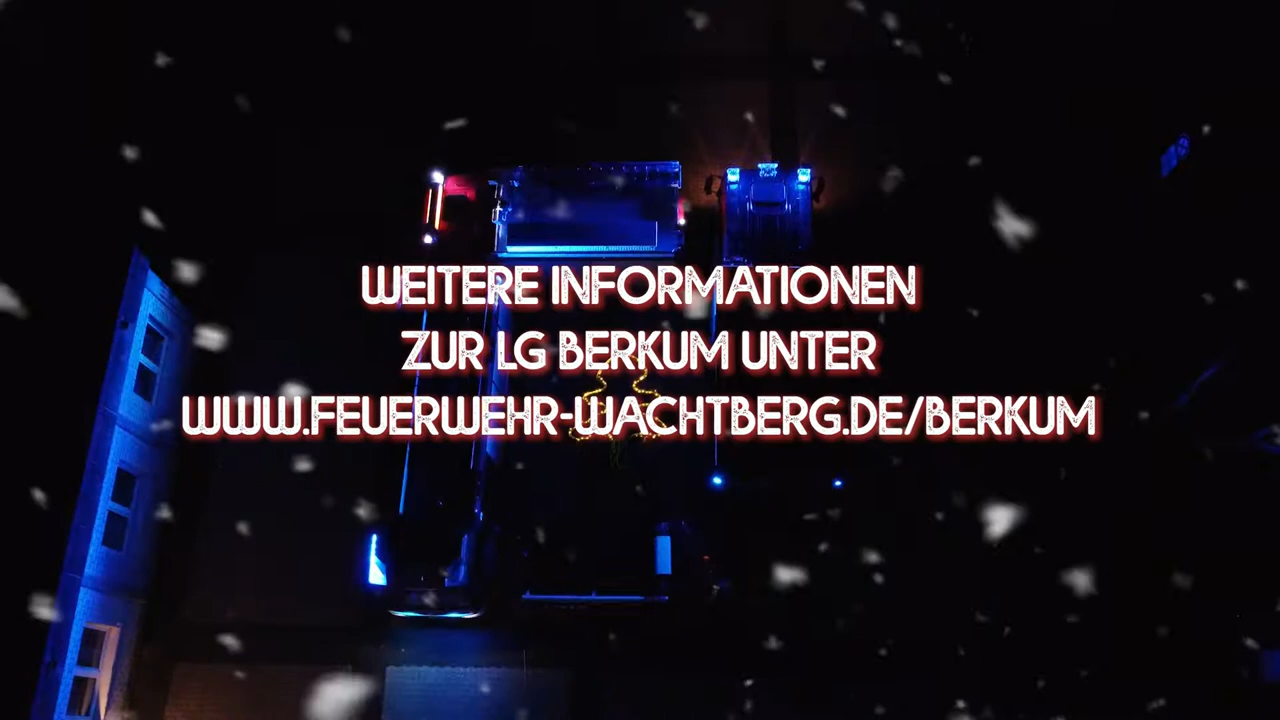 WEITERE INFORMATIONEN
ZUR LG BERKUM UNTER
WWW.FEUERWEHR-WACHTBERG.DE/BERKUM